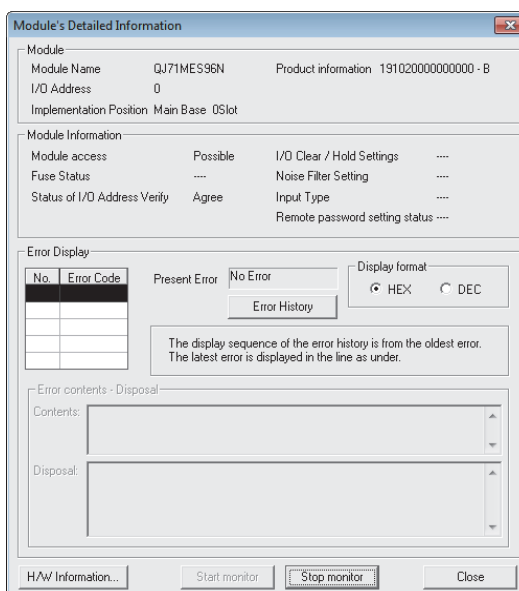 Module's Detailed Information
Module
Module Name QJ71MES96N Product information 191020000000000 - B
I/O Address 0
Implementation Position Main Base 0Slot
Module Information
Module access Possible I/O Clear / Hold Settings ----
Fuse Status ---- Noise Filter Setting ----
Status of I/O Address Verify Agree Input Type ----
Remote password setting status ----
Error Display
No. Error Code Present Error No Error Display format
HEX DEC
Error History
The display sequence of the error history is from the oldest error.
The latest error is displayed in the line as under.
Error contents - Disposal
Contents:
Disposal:
H/W Information... Start monitor Stop monitor Close